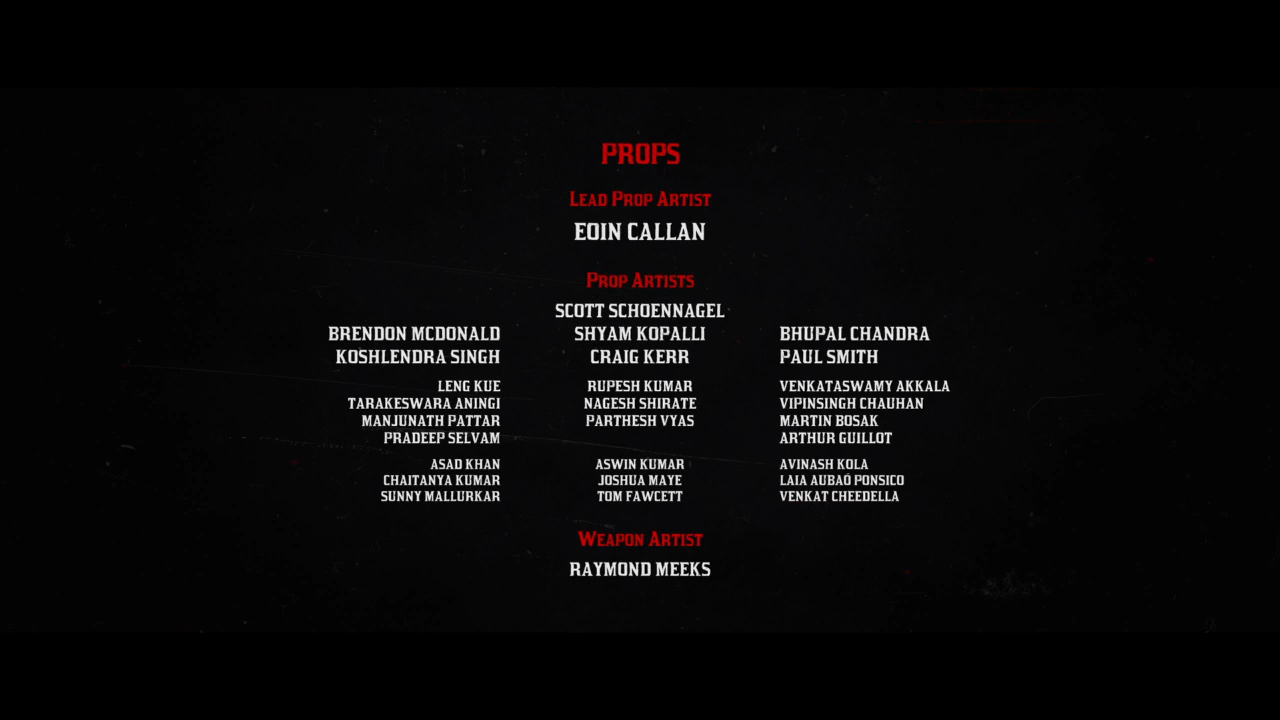 PROPS
LEAD PROP ARTIST
EOIN CALLAN
PROP ARTISTS
SCOTT SCHOENNAGEL
BRENDON MCDONALD SHYAM KOPALLI BHUPAL CHANDRA
KOSHLENDRA SINGH CRAIG KERR PAUL SMITH
LENG KUE RUPESH KUMAR VENKATASWAMY AKKALA
TARAKESWARA ANINGI NAGESH SHIRATE VIPINSINGH CHAUHAN
MANJUNATH PATTAR PARTHESH VYAS MARTIN BOSAK
PRADEEP SELVAM ARTHUR GUILLOT
ASAD KHAN ASWIN KUMAR AVINASH KOLA
CHAITANYA KUMAR JOSHUA MAYE LAIA AUBAÓ PONSICO
SUNNY MALLURKAR TOM FAWCETT VENKAT CHEEDELLA
WEAPON ARTIST
RAYMOND MEEKS